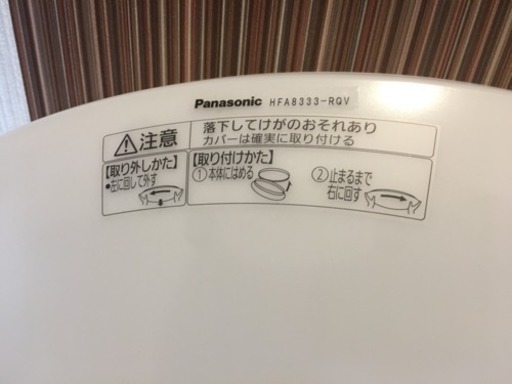 Panasonic HFA8333-RQV
注意
落下してけがのおそれあり
カバーは確実に取り付ける
【取り外しかた】
●左に回して外す
【取り付けかた】
①本体にはめる
②止まるまで
右に回す